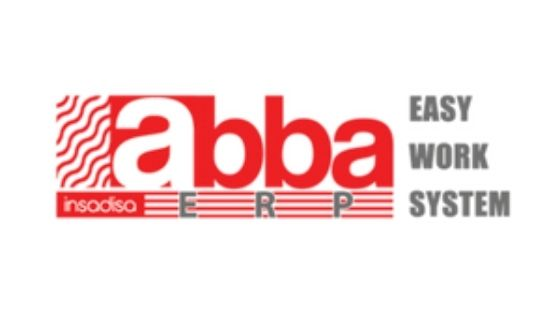 abba
insadisa
E R P
EASY
WORK
SYSTEM